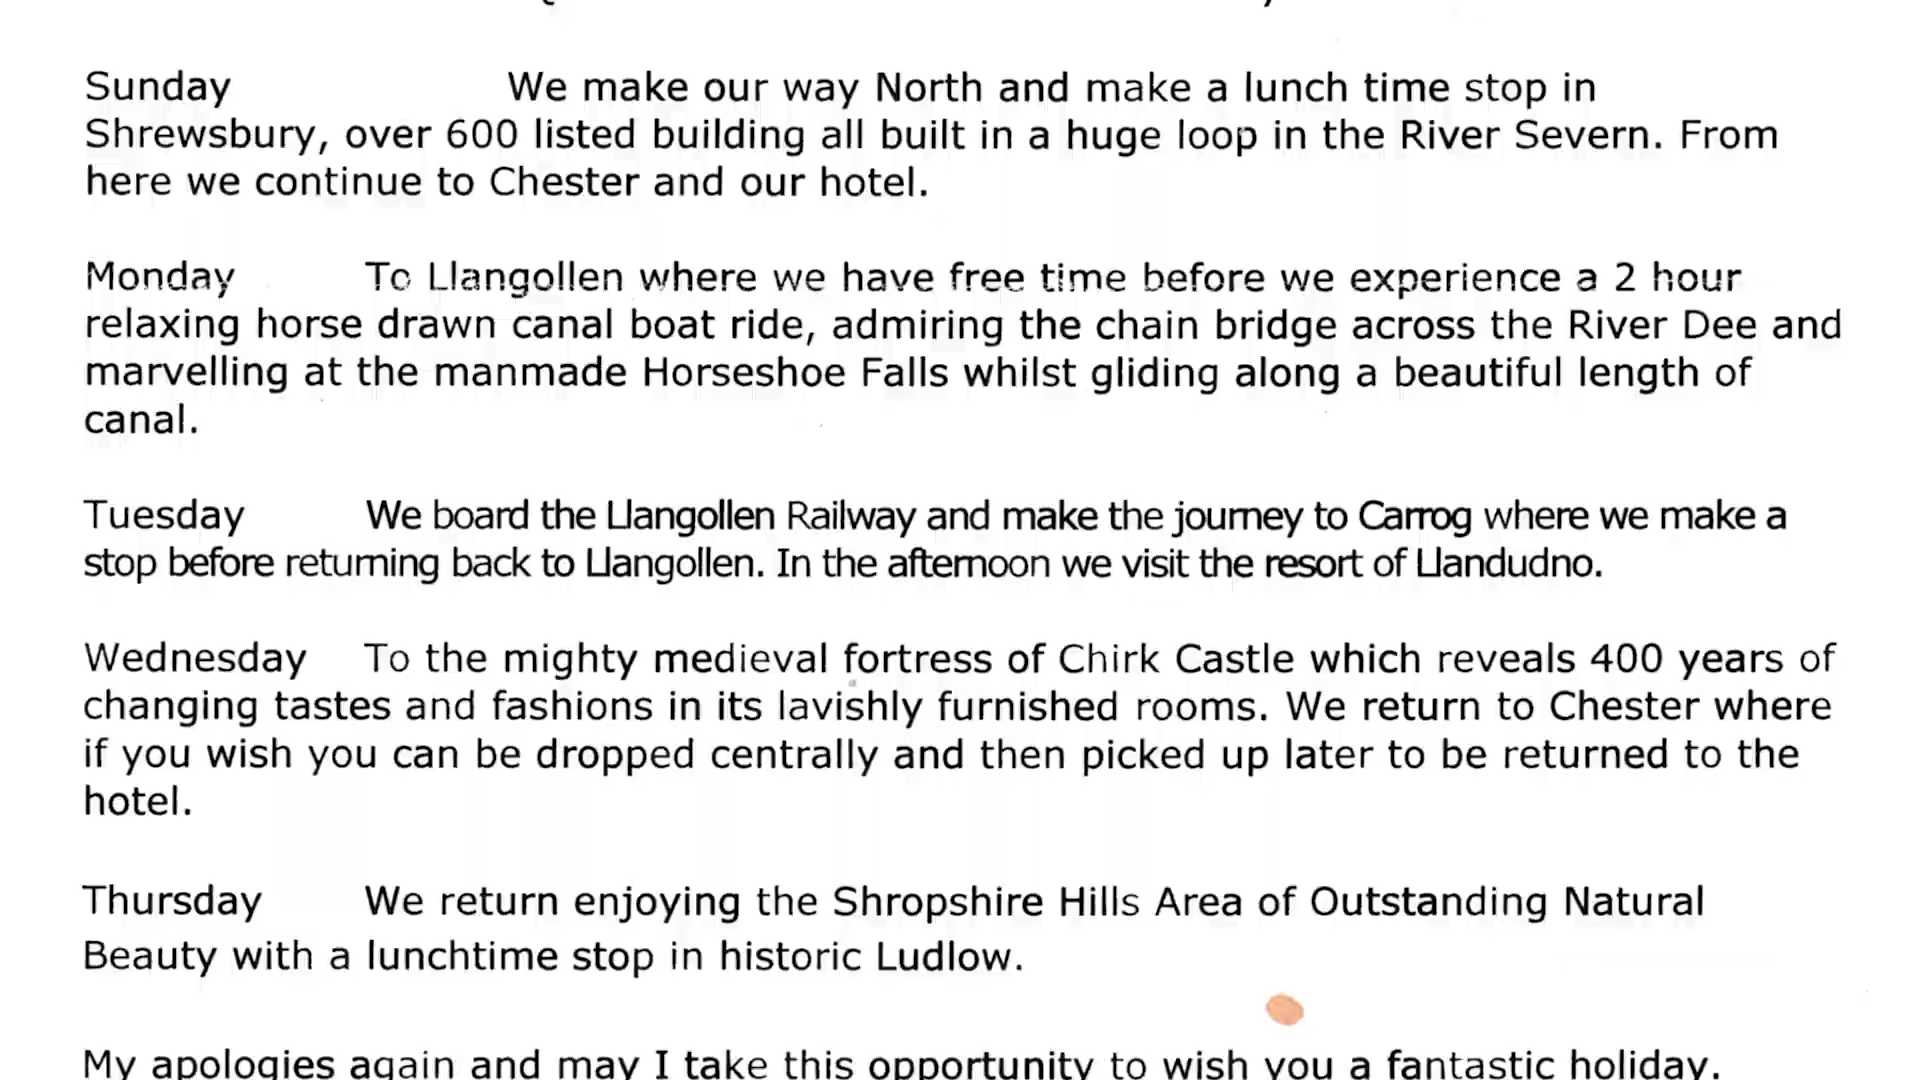 Sunday We make our way North and make a lunch time stop in
Shrewsbury, over 600 listed building all built in a huge loop in the River Severn. From
here we continue to Chester and our hotel.
Monday To Llangollen where we have free time before we experience a 2 hour
relaxing horse drawn canal boat ride, admiring the chain bridge across the River Dee and
marvelling at the manmade Horseshoe Falls whilst gliding along a beautiful length of
canal.
Tuesday We board the Llangollen Railway and make the journey to Carrog where we make a
stop before returning back to Llangollen. In the afternoon we visit the resort of Llandudno.
Wednesday To the mighty medieval fortress of Chirk Castle which reveals 400 years of
changing tastes and fashions in its lavishly furnished rooms. We return to Chester where
if you wish you can be dropped centrally and then picked up later to be returned to the
hotel.
Thursday We return enjoying the Shropshire Hills Area of Outstanding Natural
Beauty with a lunchtime stop in historic Ludlow.
My apologies again and may I take this opportunity to wish you a fantastic holiday.